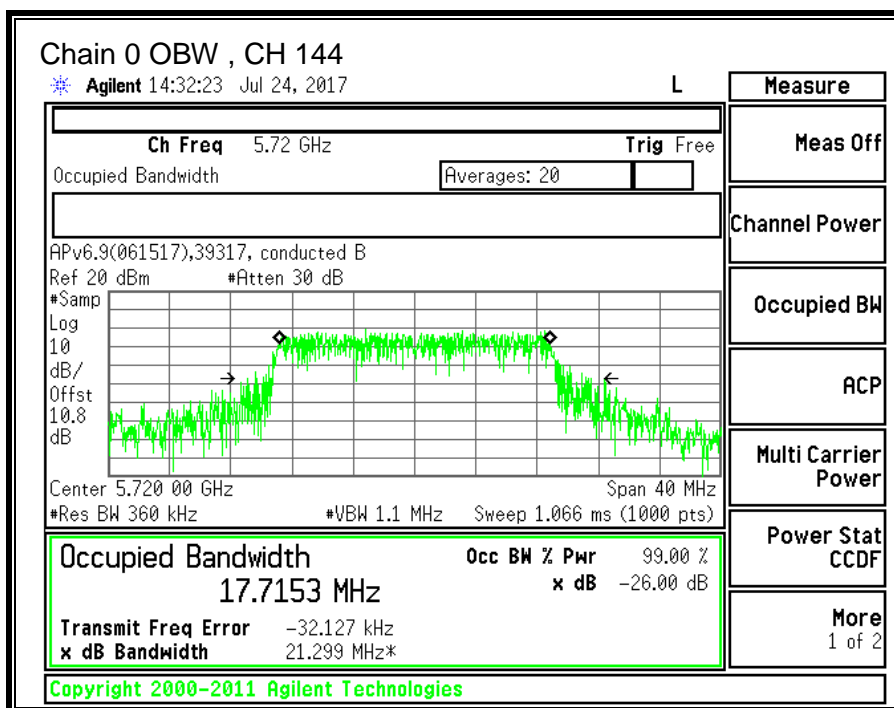 Chain 0 OBW , CH 144
Agilent 14:32:23 Jul 24, 2017 L
Measure
Ch Freq 5.72 GHz Trig Free
Meas Off
Occupied Bandwidth Averages: 20
Channel Power
APv6.9(061517),39317, conducted B
Ref 20 dBm #Atten 30 dB
#Samp
Log
10
dB/
Offst
10.8
dB
Occupied BW
ACP
Multi Carrier
Power
Center 5.720 00 GHz Span 40 MHz
#Res BW 360 kHz #VBW 1.1 MHz Sweep 1.066 ms (1000 pts)
Power Stat
CCDF
Occupied Bandwidth Occ BW % Pwr 99.00 %
17.7153 MHz x dB -26.00 dB
Transmit Freq Error -32.127 kHz
x dB Bandwidth 21.299 MHz*
More
1 of 2
Copyright 2000-2011 Agilent Technologies